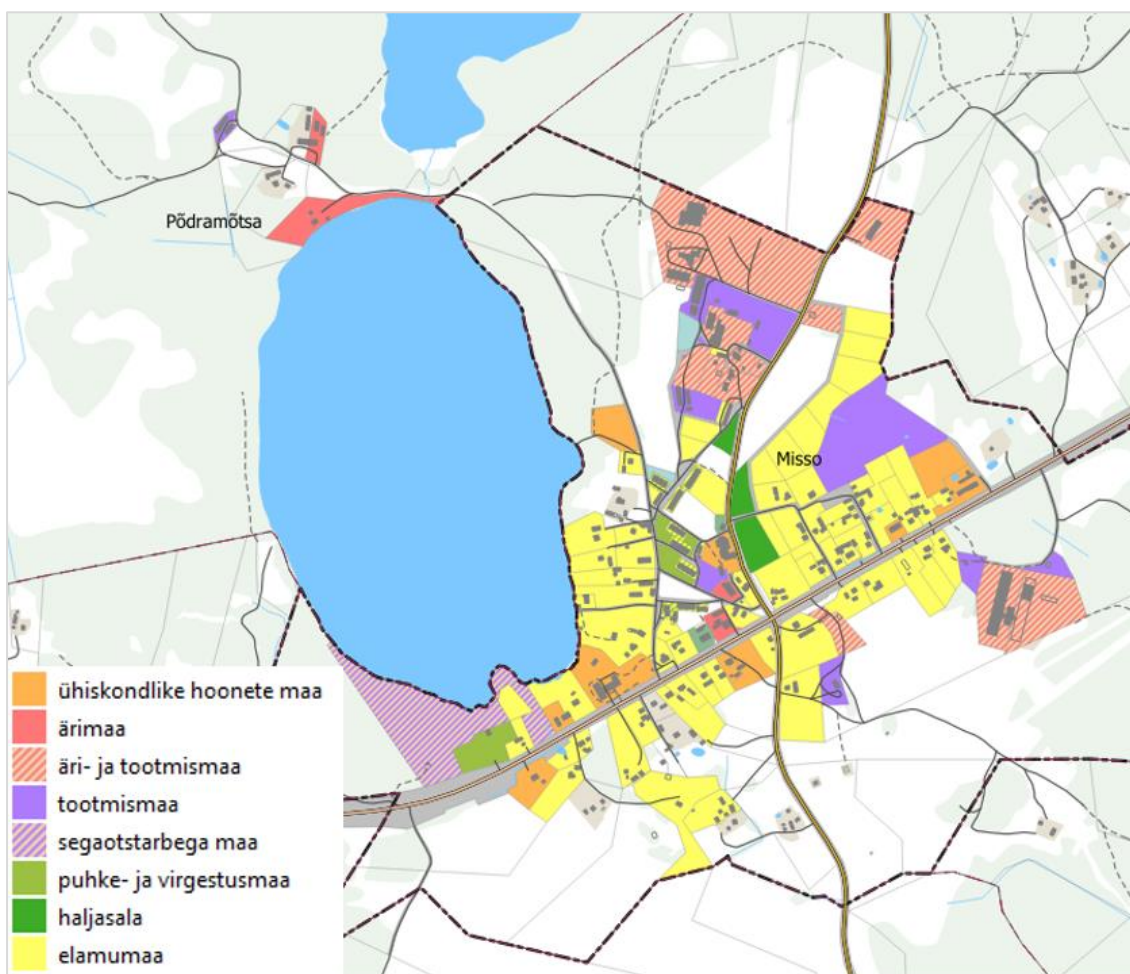 Põdramõtsa
Misso
ühiskondlike hoonete maa
ärimaa
äri- ja tootmismaa
tootmismaa
segaotstarbega maa
puhke- ja virgestusmaa
haljasala
elamumaa